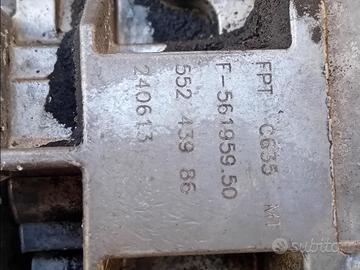 FPT C635 MT
F-561959.50
552 439 86
240613
subito